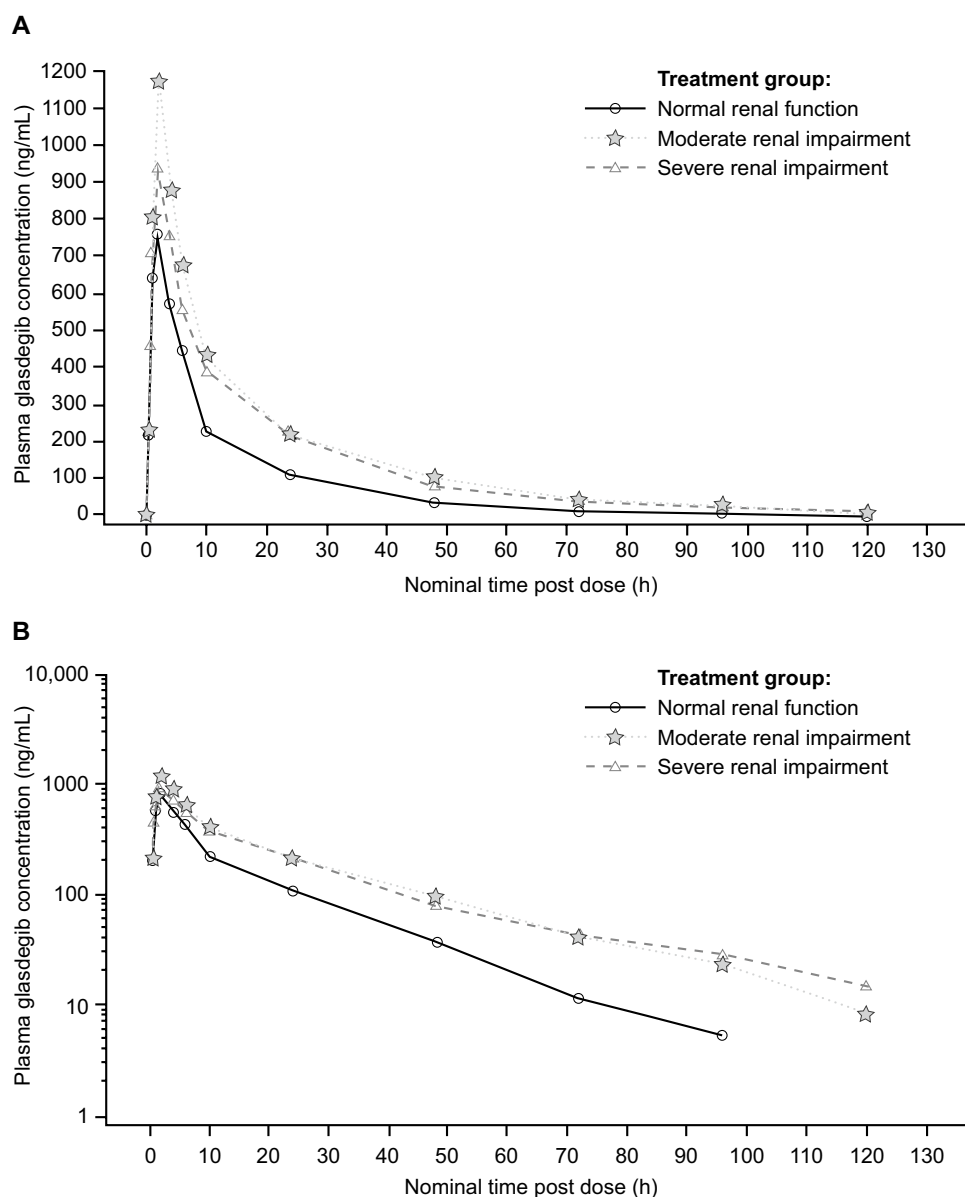 A
Plasma glasdegib concentration (ng/mL)
1200
1100
1000
900
800
700
600
500
400
300
200
100
0
Treatment group:
Normal renal function
Moderate renal impairment
Severe renal impairment
0 10 20 30 40 50 60 70 80 90 100 110 120 130
Nominal time post dose (h)
B
Plasma glasdegib concentration (ng/mL)
10,000
1000
100
10
1
Treatment group:
Normal renal function
Moderate renal impairment
Severe renal impairment
0 10 20 30 40 50 60 70 80 90 100 110 120 130
Nominal time post dose (h)